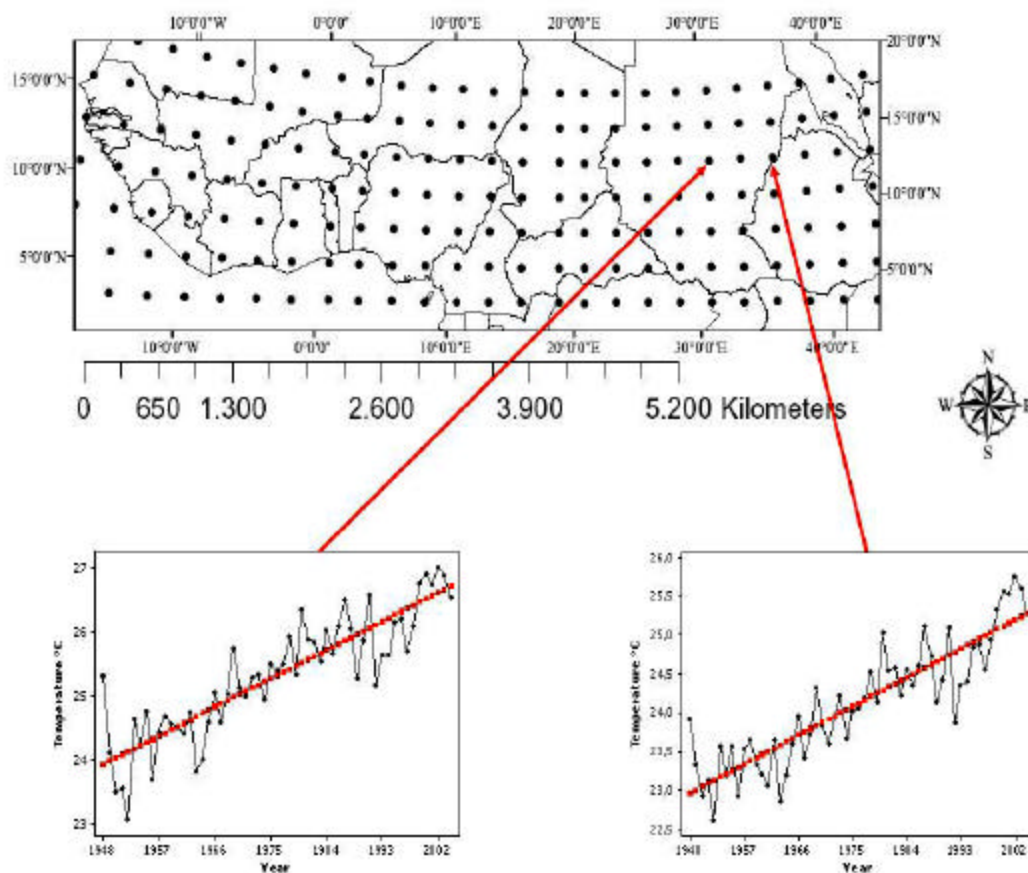 10°0'0"W 0°0'0" 10°0'0"E 20°0'0"E 30°0'0"E 40°0'0"E
20°0'0"N
15°0'0"N
15°0'0"N
10°0'0"N
10°0'0"N
5°0'0"N
5°0'0"N
10°0'0"W 0°0'0" 10°0'0"E 20°0'0"E 30°0'0"E 40°0'0"E
0 650 1.300 2.600 3.900 5.200 Kilometers
N
W E
S
27
26
25
24
23
Temperature °C
1948 1957 1966 1975 1984 1993 2002
Year
26,0
25,5
25,0
24,5
24,0
23,5
23,0
22,5
Temperature °C
1948 1957 1966 1975 1984 1993 2002
Year